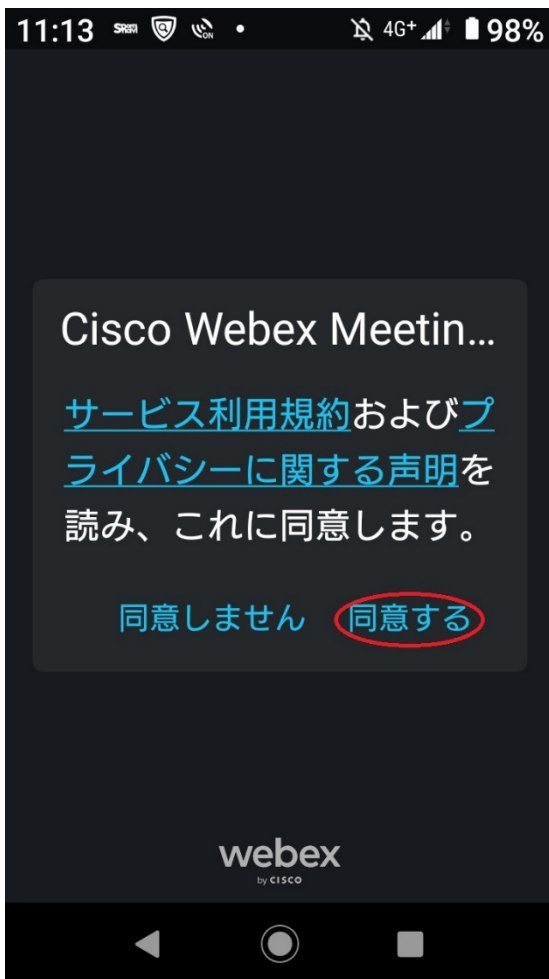 11:13 ON 4G+ 98%
Cisco Webex Meetin...
サービス利用規約およびプ
ライバシーに関する声明を
読み、これに同意します。
同意しません 同意する
webex
by CISCO